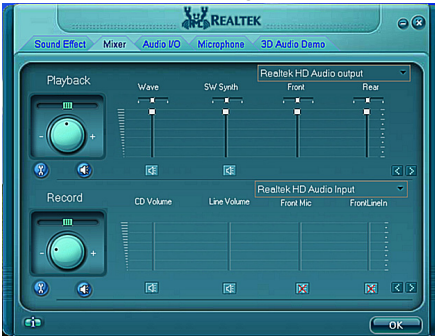 REALTEK
Sound Effect Mixer Audio I/O Microphone 3D Audio Demo
Realtek HD Audio output
Playback
Wave SW Synth Front Rear
- +
Realtek HD Audio Input
Record
CD Volume Line Volume Front Mic FrontLineIn
- +
i
OK